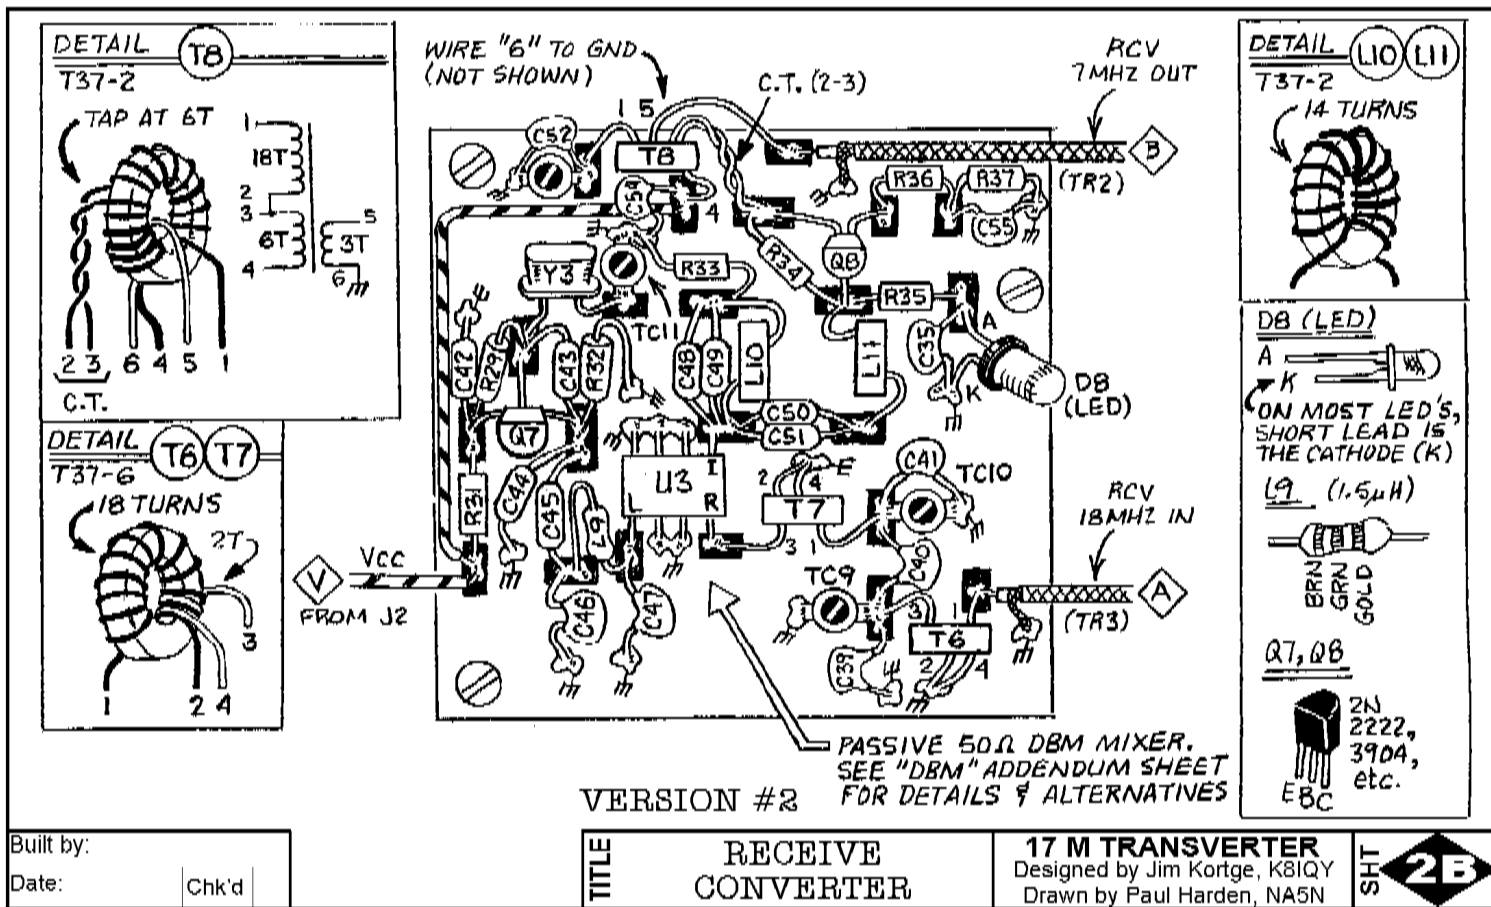 DETAIL T8
T37-2
TAP AT 6T
1
18T
2
3
6T
4
5
3T
6
2 3 6 4 5 1
C.T.
DETAIL T6 T7
T37-6
18 TURNS
2T
3
1 2 4
WIRE "6" TO GND
(NOT SHOWN)
C.T. (2-3)
RCV
7MHZ OUT
B
(TR2)
1 5
C52
T8
C54
4
R36
R37
C55
Q8
Y3
TC11
R33
R34
R35
A
C35
K
D8
(LED)
E
C42
R29
C43
R32
C48
C49
L10
L11
C50
C51
Q7
R31
C44
C45
L9
L
U3
I
R
2
4
E
T7
3
1
C41
TC10
C40
RCV
18MHZ IN
A
(TR3)
TC9
3
1
T6
2
4
C39
C46
C47
V
VCC
FROM J2
PASSIVE 50Ω DBM MIXER.
SEE "DBM" ADDENDUM SHEET
FOR DETAILS & ALTERNATIVES
VERSION #2
DETAIL L10 L11
T37-2
14 TURNS
D8 (LED)
A
K
ON MOST LED'S,
SHORT LEAD IS
THE CATHODE (K)
L9 (1.5µH)
BRN
GRN
GOLD
Q7, Q8
2N
2222,
3904,
etc.
EBC
Built by:
Date:
Chk'd
TITLE
RECEIVE
CONVERTER
17 M TRANSVERTER
Designed by Jim Kortge, K8IQY
Drawn by Paul Harden, NA5N
SHT
2B